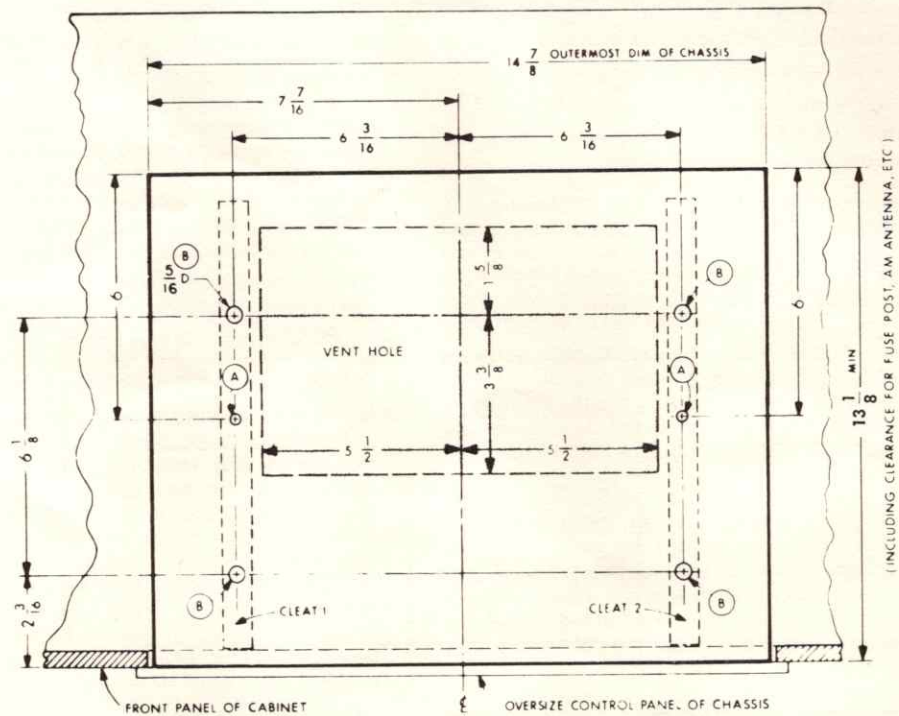 14 7/8 OUTERMOST DIM OF CHASSIS
7 7/16
6 3/16
6 3/16
B
5/16 D
B
6
1 5/8
6
VENT HOLE
A
3 3/8
A
13 1/8 MIN
(INCLUDING CLEARANCE FOR FUSE POST, AM ANTENNA, ETC)
6 1/8
5 1/2
5 1/2
2 3/16
B
CLEAT 1
CLEAT 2
B
FRONT PANEL OF CABINET
℄
OVERSIZE CONTROL PANEL OF CHASSIS